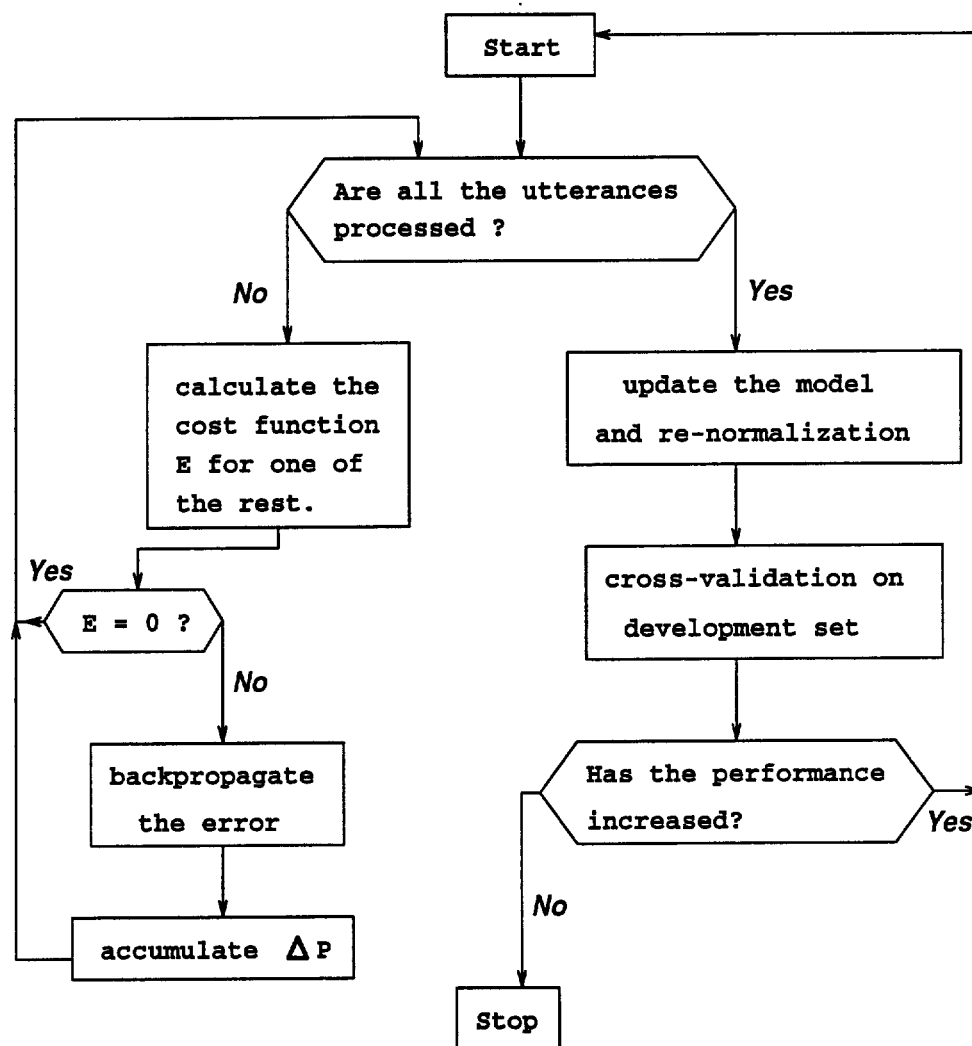 Start
Are all the utterances
processed ?
No
Yes
calculate the
cost function
E for one of
the rest.
update the model
and re-normalization
Yes
E = 0 ?
No
cross-validation on
development set
backpropagate
the error
Has the performance
increased?
Yes
No
accumulate Δ P
Stop